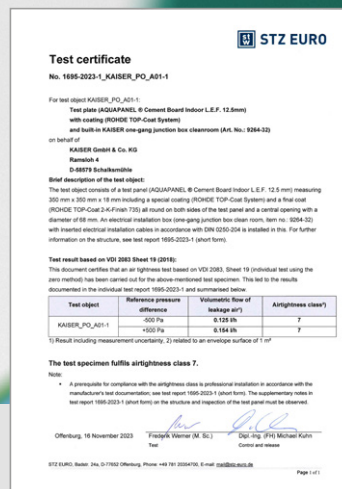 STZ EURO
Test certificate
No. 1695-2023-1_KAISER_PO_A01-1
For test object KAISER_PO_A01-1:
Test plate (AQUAPANEL ® Cement Board Indoor L.E.F. 12.5mm)
with coating (ROHDE TOP-Coat System)
and built-in KAISER one-gang junction box cleanroom (Art. No.: 9264-32)
on behalf of
KAISER GmbH & Co. KG
Ramsloh 4
D-58579 Schalksmühle
Brief description of the test object:
The test object consists of a test panel (AQUAPANEL ® Cement Board Indoor L.E.F. 12.5 mm) measuring
350 mm x 350 mm x 18 mm including a special coating (ROHDE TOP-Coat System) and a final coat
(ROHDE TOP-Coat 2-K-Finish 735) all round on both sides of the test panel and a central opening with a
diameter of 68 mm. An electrical installation box (one-gang junction box clean room, item no.: 9264-32)
with inserted electrical installation cables in accordance with DIN 0250-204 is installed in this. For further
information on the structure, see test report 1695-2023-1 (short form).
Test result based on VDI 2083 Sheet 19 (2018):
This document certifies that an air tightness test based on VDI 2083, Sheet 19 (individual test using the
zero method) has been carried out for the above-mentioned test specimen. This led to the results
documented in the individual test report 1695-2023-1 and summarised below.
Test object Reference pressure difference Volumetric flow of leakage air¹) Airtightness class²)
KAISER_PO_A01-1 -500 Pa 0.125 l/h 7
+500 Pa 0.154 l/h 7
1) Result including measurement uncertainty, 2) related to an envelope surface of 1 m²
The test specimen fulfils airtightness class 7.
Note:
• A prerequisite for compliance with the airtightness class is professional installation in accordance with the
manufacturer's test documentation; see test report 1695-2023-1 (short form). The supplementary notes in
test report 1695-2023-1 (short form) on the structure and inspection of the test panel must be observed.
Offenburg, 16 November 2023 Frederik Werner (M. Sc.) Dipl.-Ing. (FH) Michael Kuhn
Test Control and release
STZ EURO, Badstr. 24a, D-77652 Offenburg, Phone: +49 781 20354700, E-mail: mail@stz-euro.de
Page 1 of 1